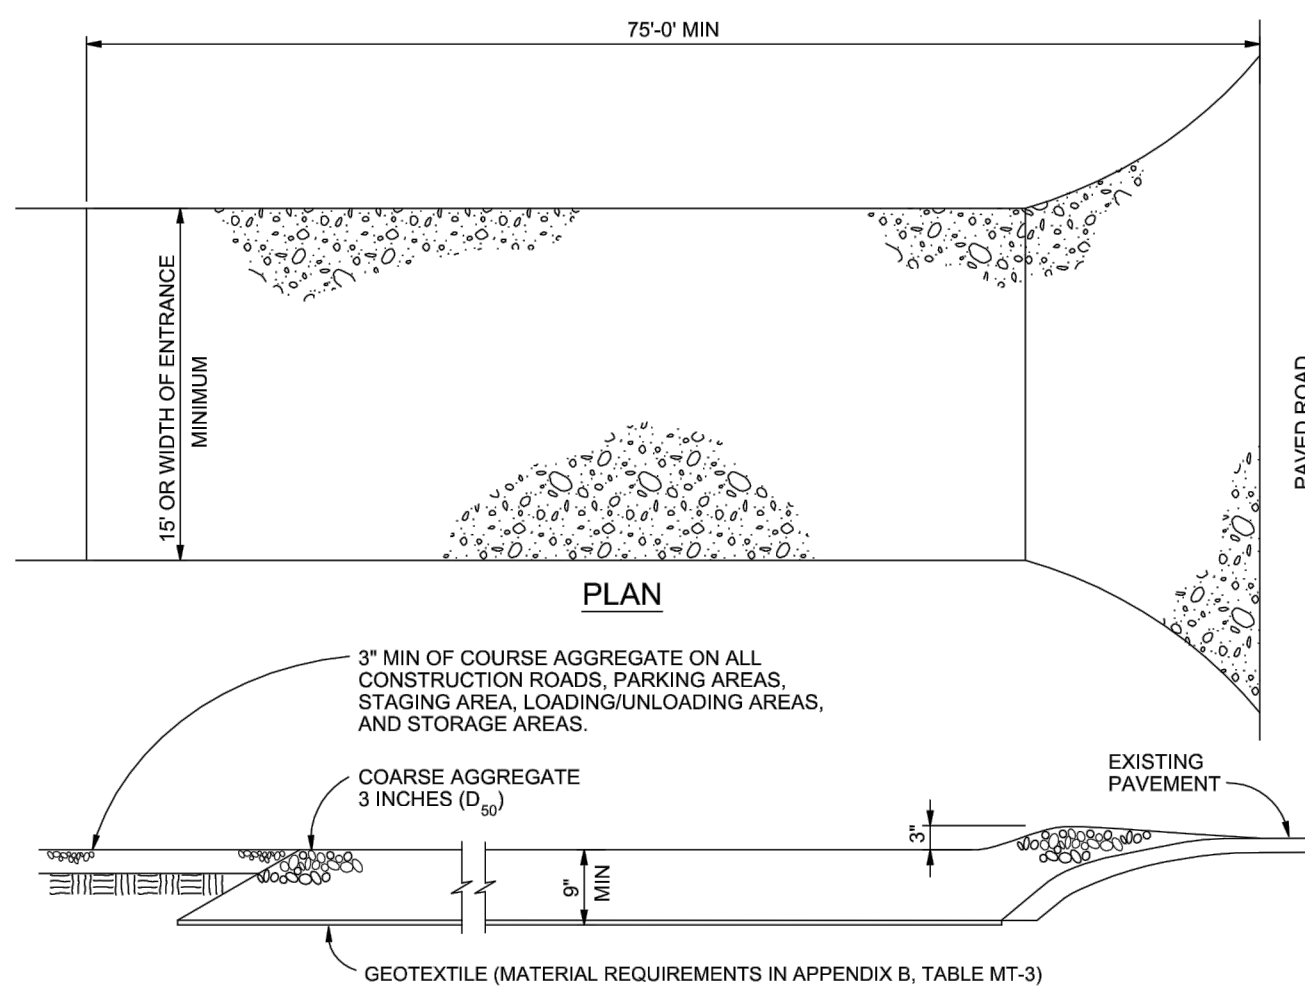 75'-0' MIN
15' OR WIDTH OF ENTRANCE
MINIMUM
PAVED ROAD
PLAN
3" MIN OF COURSE AGGREGATE ON ALL
CONSTRUCTION ROADS, PARKING AREAS,
STAGING AREA, LOADING/UNLOADING AREAS,
AND STORAGE AREAS.
COARSE AGGREGATE
3 INCHES (D50)
EXISTING
PAVEMENT
3"
9"
MIN
GEOTEXTILE (MATERIAL REQUIREMENTS IN APPENDIX B, TABLE MT-3)